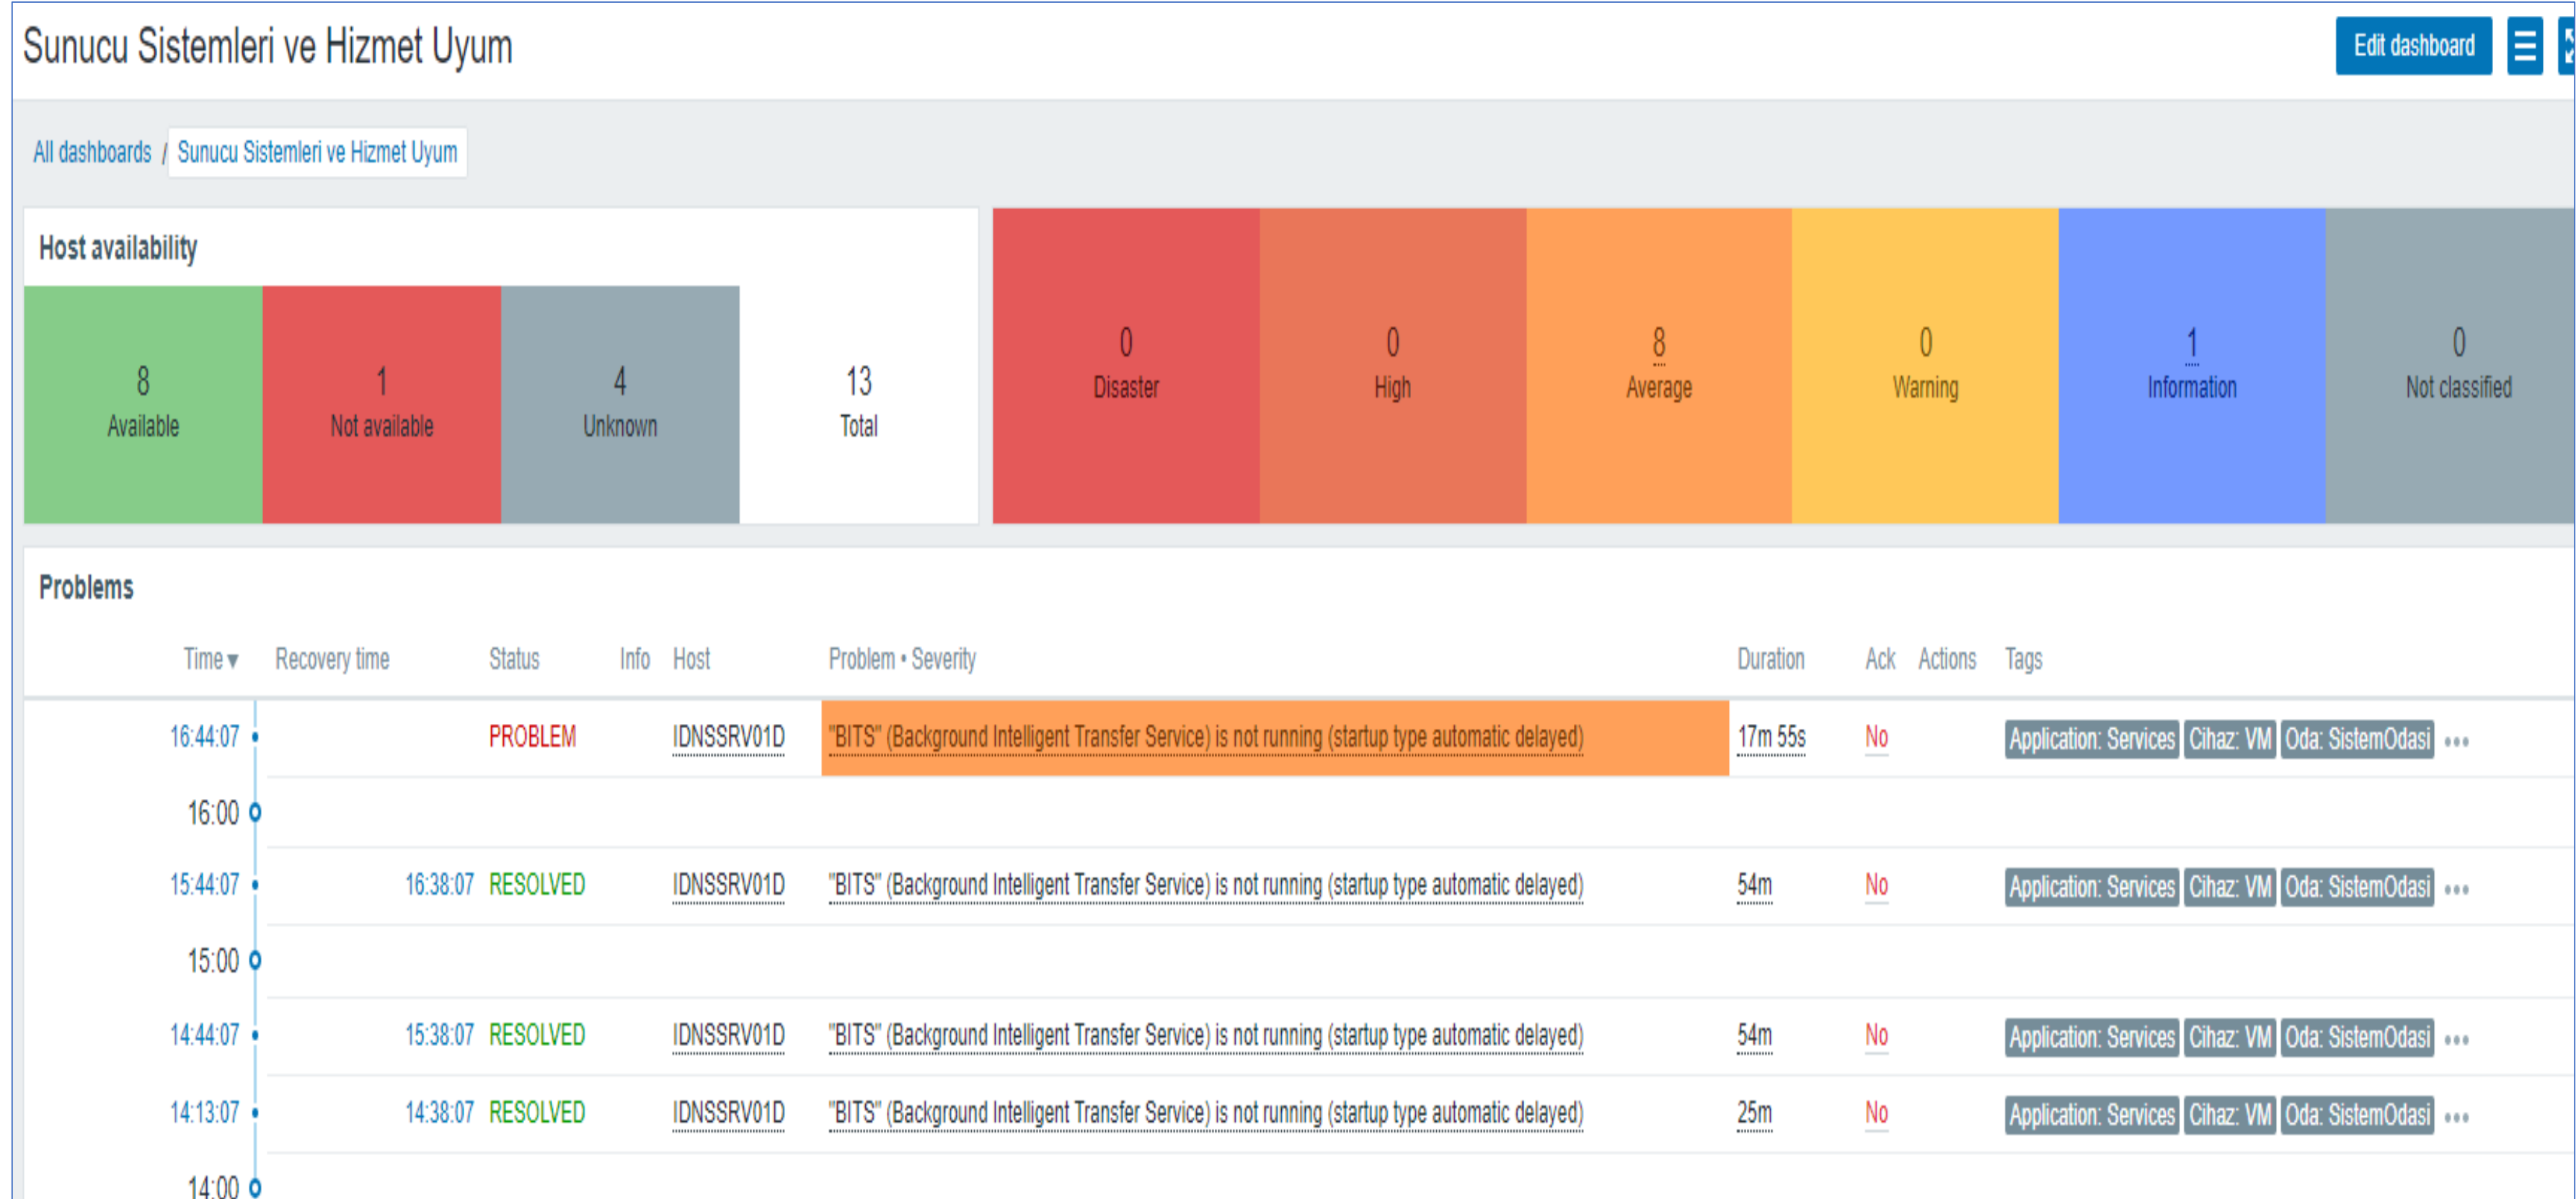 Sunucu Sistemleri ve Hizmet Uyum
Edit dashboard
All dashboards / Sunucu Sistemleri ve Hizmet Uyum
Host availability
8
Available
1
Not available
4
Unknown
13
Total
0
Disaster
0
High
8
Average
0
Warning
1
Information
0
Not classified
Problems
Time ▼ Recovery time Status Info Host Problem • Severity Duration Ack Actions Tags
16:44:07 PROBLEM IDNSSRV01D "BITS" (Background Intelligent Transfer Service) is not running (startup type automatic delayed) 17m 55s No Application: Services Cihaz: VM Oda: SistemOdasi •••
16:00
15:44:07 16:38:07 RESOLVED IDNSSRV01D "BITS" (Background Intelligent Transfer Service) is not running (startup type automatic delayed) 54m No Application: Services Cihaz: VM Oda: SistemOdasi •••
15:00
14:44:07 15:38:07 RESOLVED IDNSSRV01D "BITS" (Background Intelligent Transfer Service) is not running (startup type automatic delayed) 54m No Application: Services Cihaz: VM Oda: SistemOdasi •••
14:13:07 14:38:07 RESOLVED IDNSSRV01D "BITS" (Background Intelligent Transfer Service) is not running (startup type automatic delayed) 25m No Application: Services Cihaz: VM Oda: SistemOdasi •••
14:00